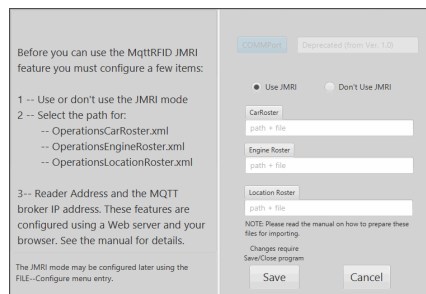 Before you can use the MqttRFID JMRI
feature you must configure a few items:
1 -- Use or don't use the JMRI mode
2 -- Select the path for:
-- OperationsCarRoster.xml
-- OperationsEngineRoster.xml
-- OperationsLocationRoster.xml
3-- Reader Address and the MQTT
broker IP address. These features are
configured using a Web server and your
browser. See the manual for details.
The JMRI mode may be configured later using the
FILE--Configure menu entry.
COMMPort
Deprecated (from Ver. 1.0)
Use JMRI
Don't Use JMRI
CarRoster
path + file
Engine Roster
path + file
Location Roster
path + file
NOTE: Please read the manual on how to prepare these
files for importing.
Changes require
Save/Close program
Save
Cancel